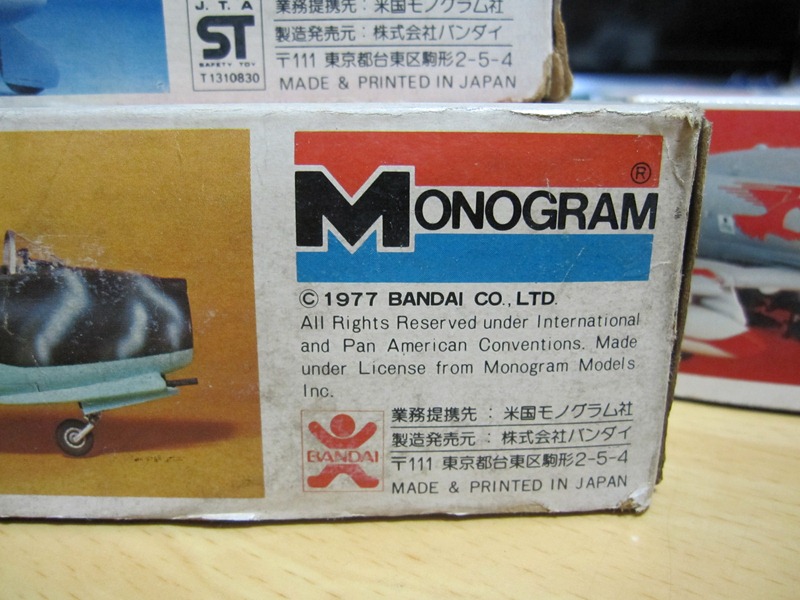 J.T.A
ST
SAFETY TOY
T1310830
業務提携先：米国モノグラム社
製造発売元：株式会社バンダイ
〒111 東京都台東区駒形2-5-4
MADE & PRINTED IN JAPAN
MONOGRAM
®
© 1977 BANDAI CO., LTD.
All Rights Reserved under International
and Pan American Conventions. Made
under License from Monogram Models
Inc.
BANDAI
業務提携先：米国モノグラム社
製造発売元：株式会社バンダイ
〒111 東京都台東区駒形2-5-4
MADE & PRINTED IN JAPAN